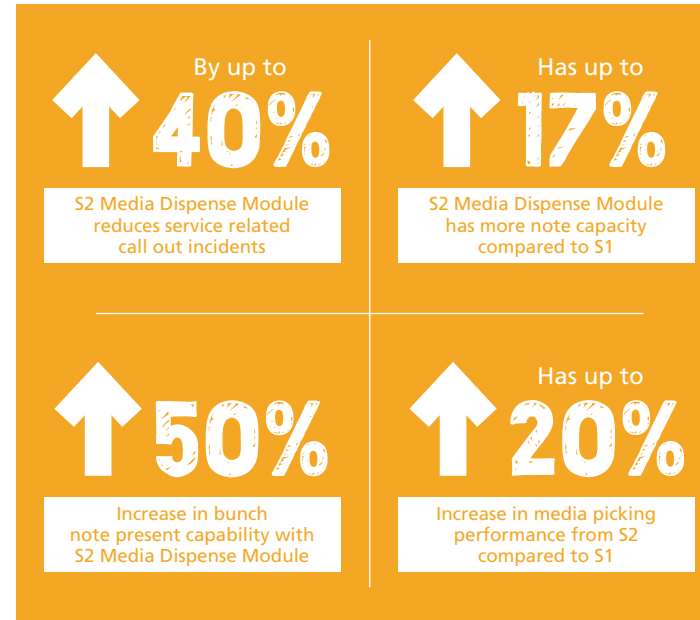 By up to
40%
S2 Media Dispense Module
reduces service related
call out incidents
Has up to
17%
S2 Media Dispense Module
has more note capacity
compared to S1
50%
Increase in bunch
note present capability with
S2 Media Dispense Module
Has up to
20%
Increase in media picking
performance from S2
compared to S1